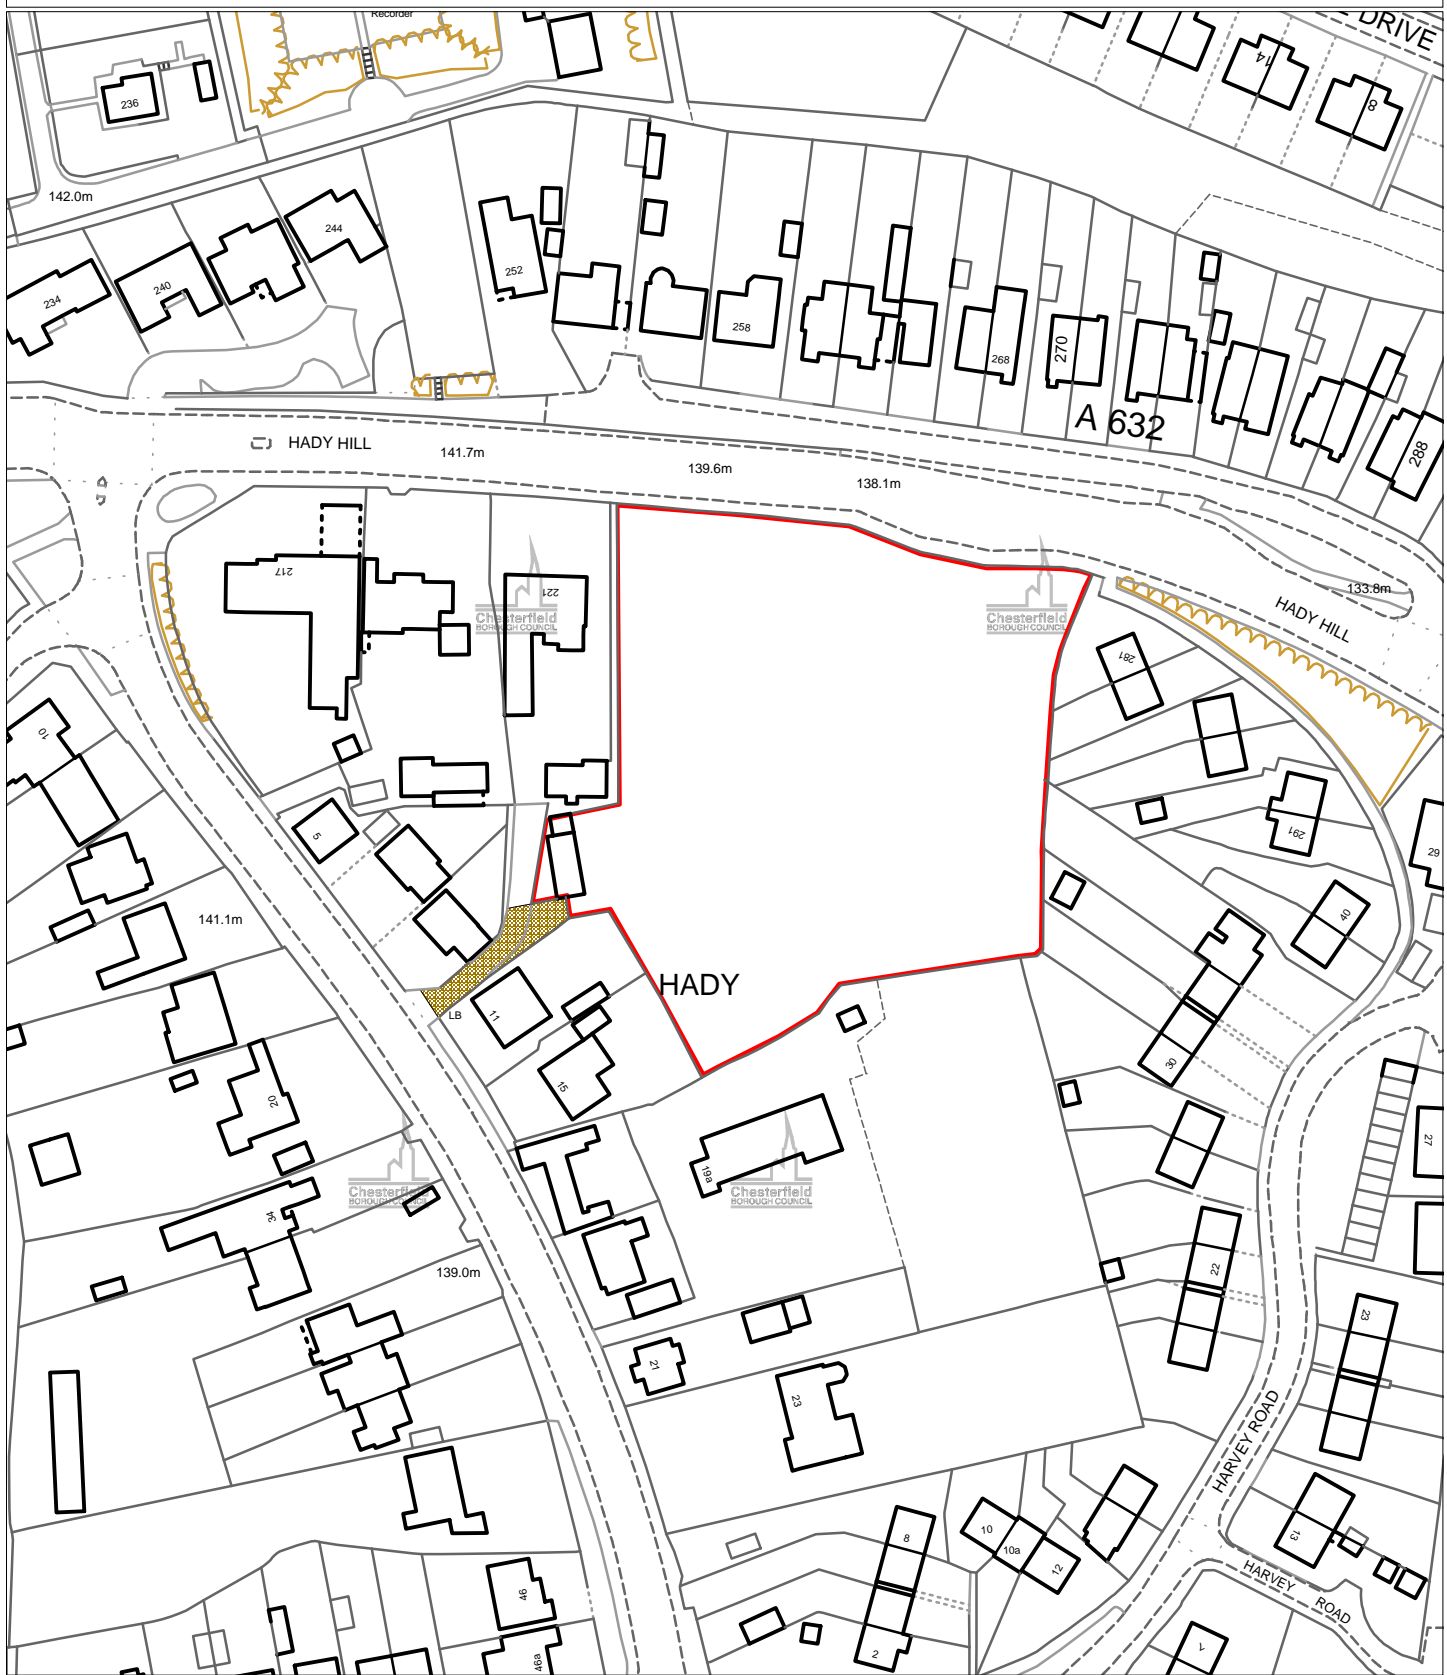 Recorder
E DRIVE
14
8
236
142.0m
244
252
240
234
258
268
270
A 632
288
HADY HILL
141.7m
139.6m
138.1m
217
221
Chesterfield
BOROUGH COUNCIL
Chesterfield
BOROUGH COUNCIL
133.8m
HADY HILL
281
10
5
291
29
40
141.1m
HADY
LB
11
15
30
20
27
19a
Chesterfield
BOROUGH COUNCIL
Chesterfield
BOROUGH COUNCIL
34
139.0m
22
23
21
23
HARVEY ROAD
8
10
10a
12
13
HARVEY
ROAD
46
46a
2
1